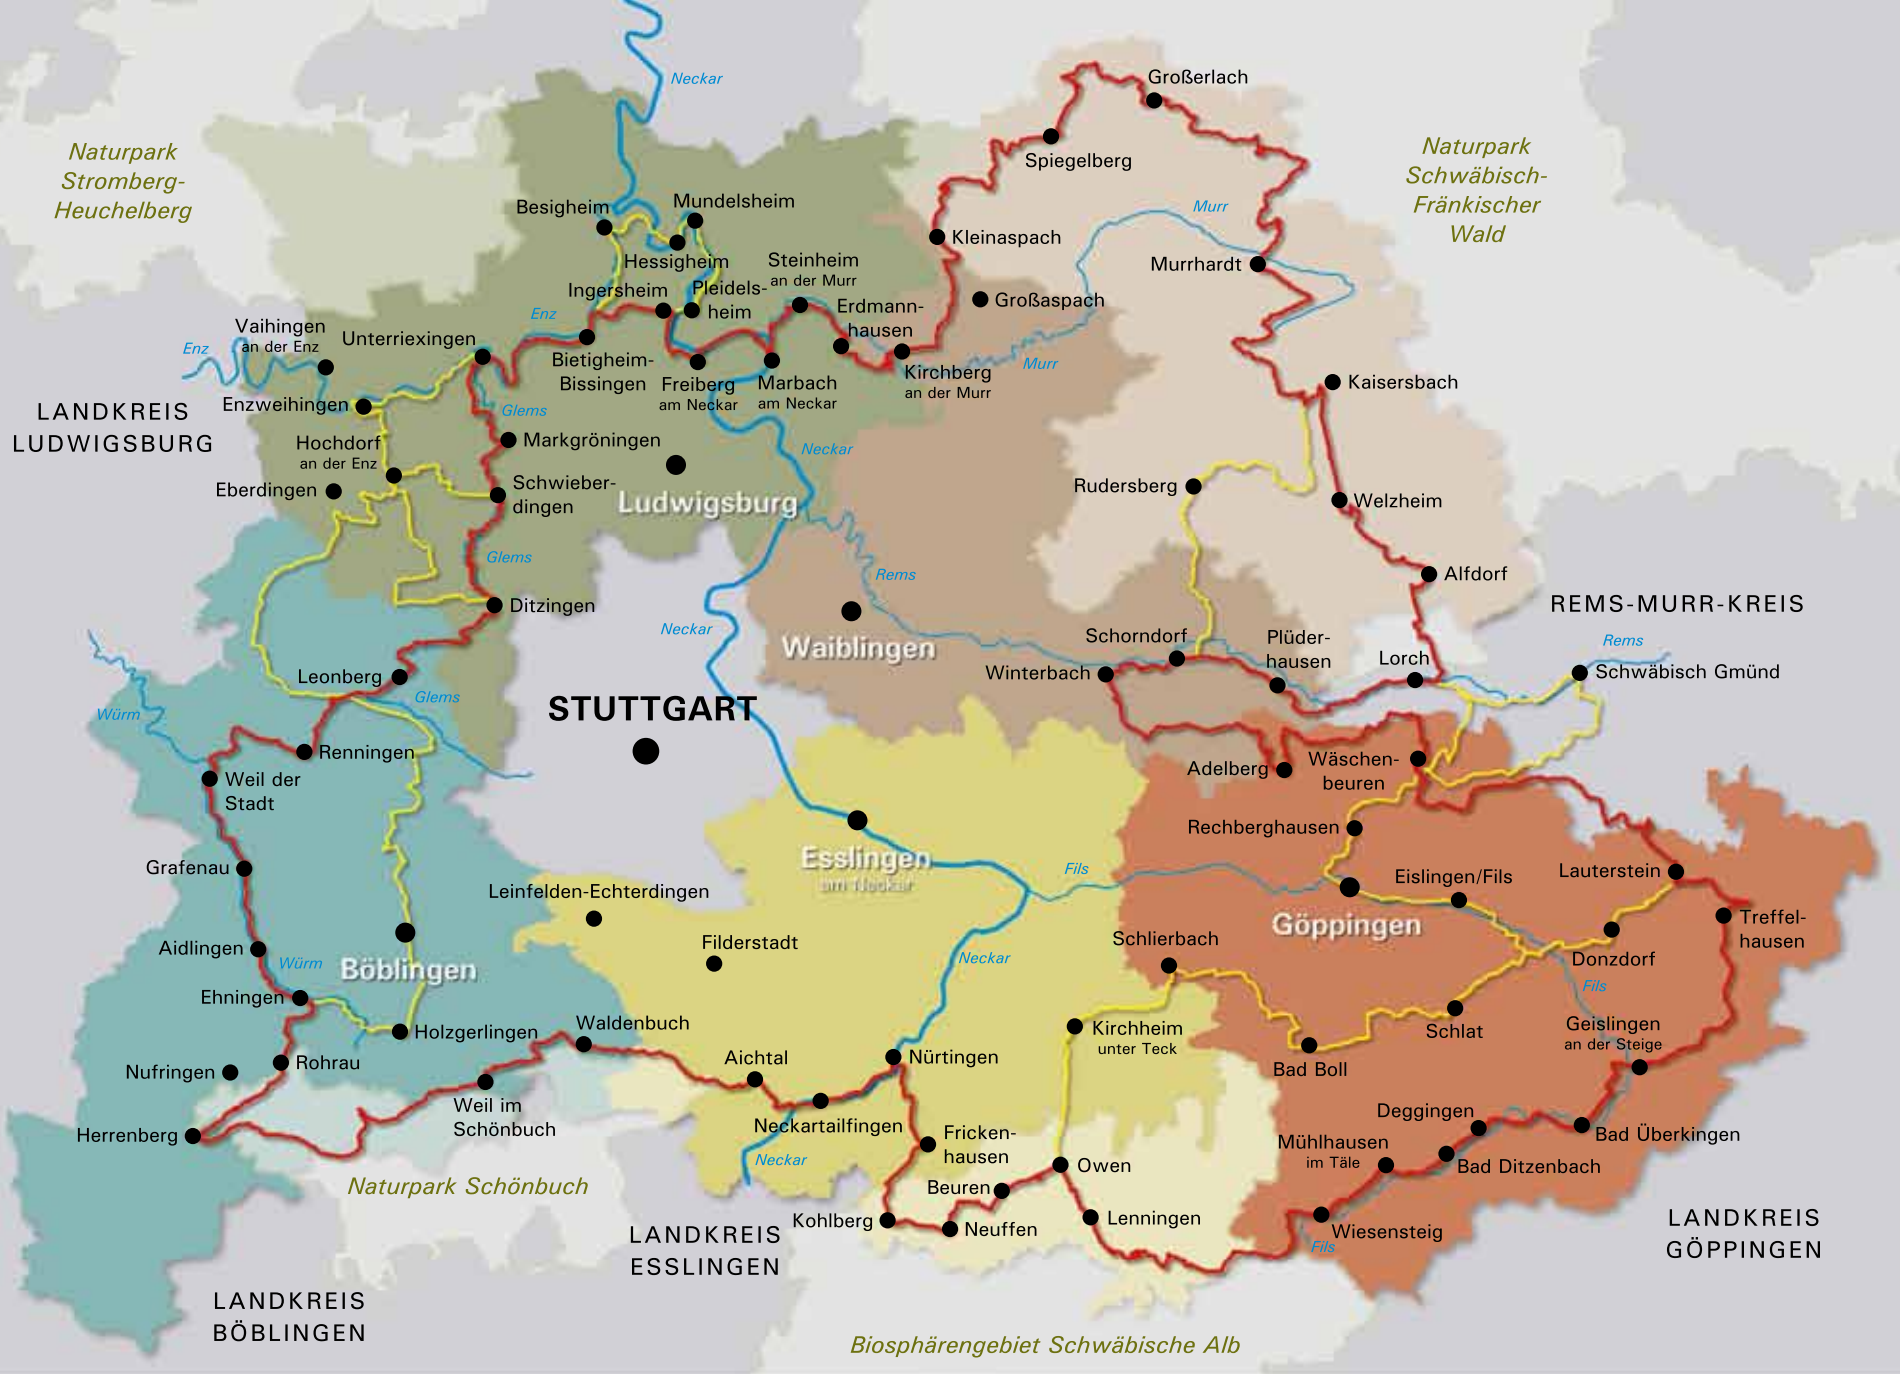 Neckar
Großerlach
Naturpark
Stromberg-
Heuchelberg
Spiegelberg
Naturpark
Schwäbisch-
Fränkischer
Wald
Besigheim
Mundelsheim
Murr
Kleinaspach
Hessigheim
Steinheim
an der Murr
Murrhardt
Ingersheim
Pleidels-
heim
Großaspach
Erdmann-
hausen
Enz
Vaihingen
an der Enz
Unterriexingen
Enz
Bietigheim-
Bissingen
Freiberg
am Neckar
Marbach
am Neckar
Kirchberg
an der Murr
Murr
Kaisersbach
LANDKREIS
LUDWIGSBURG
Enzweihingen
Glems
Hochdorf
an der Enz
Markgröningen
Neckar
Eberdingen
Schwieber-
dingen
Ludwigsburg
Rudersberg
Welzheim
Glems
Rems
Alfdorf
Ditzingen
REMS-MURR-KREIS
Neckar
Waiblingen
Schorndorf
Plüder-
hausen
Rems
Leonberg
Winterbach
Lorch
Schwäbisch Gmünd
Glems
Würm
STUTTGART
Renningen
Weil der
Stadt
Adelberg
Wäschen-
beuren
Rechberghausen
Grafenau
Esslingen
am Neckar
Fils
Lauterstein
Eislingen/Fils
Leinfelden-Echterdingen
Göppingen
Treffel-
hausen
Filderstadt
Schlierbach
Aidlingen
Würm
Böblingen
Neckar
Donzdorf
Fils
Ehningen
Holzgerlingen
Waldenbuch
Kirchheim
unter Teck
Schlat
Geislingen
an der Steige
Nufringen
Rohrau
Aichtal
Nürtingen
Bad Boll
Weil im
Schönbuch
Neckartailfingen
Deggingen
Herrenberg
Fricken-
hausen
Mühlhausen
im Täle
Bad Überkingen
Neckar
Owen
Bad Ditzenbach
Naturpark Schönbuch
Beuren
Kohlberg
Neuffen
Lenningen
Wiesensteig
Fils
LANDKREIS
ESSLINGEN
LANDKREIS
GÖPPINGEN
LANDKREIS
BÖBLINGEN
Biosphärengebiet Schwäbische Alb